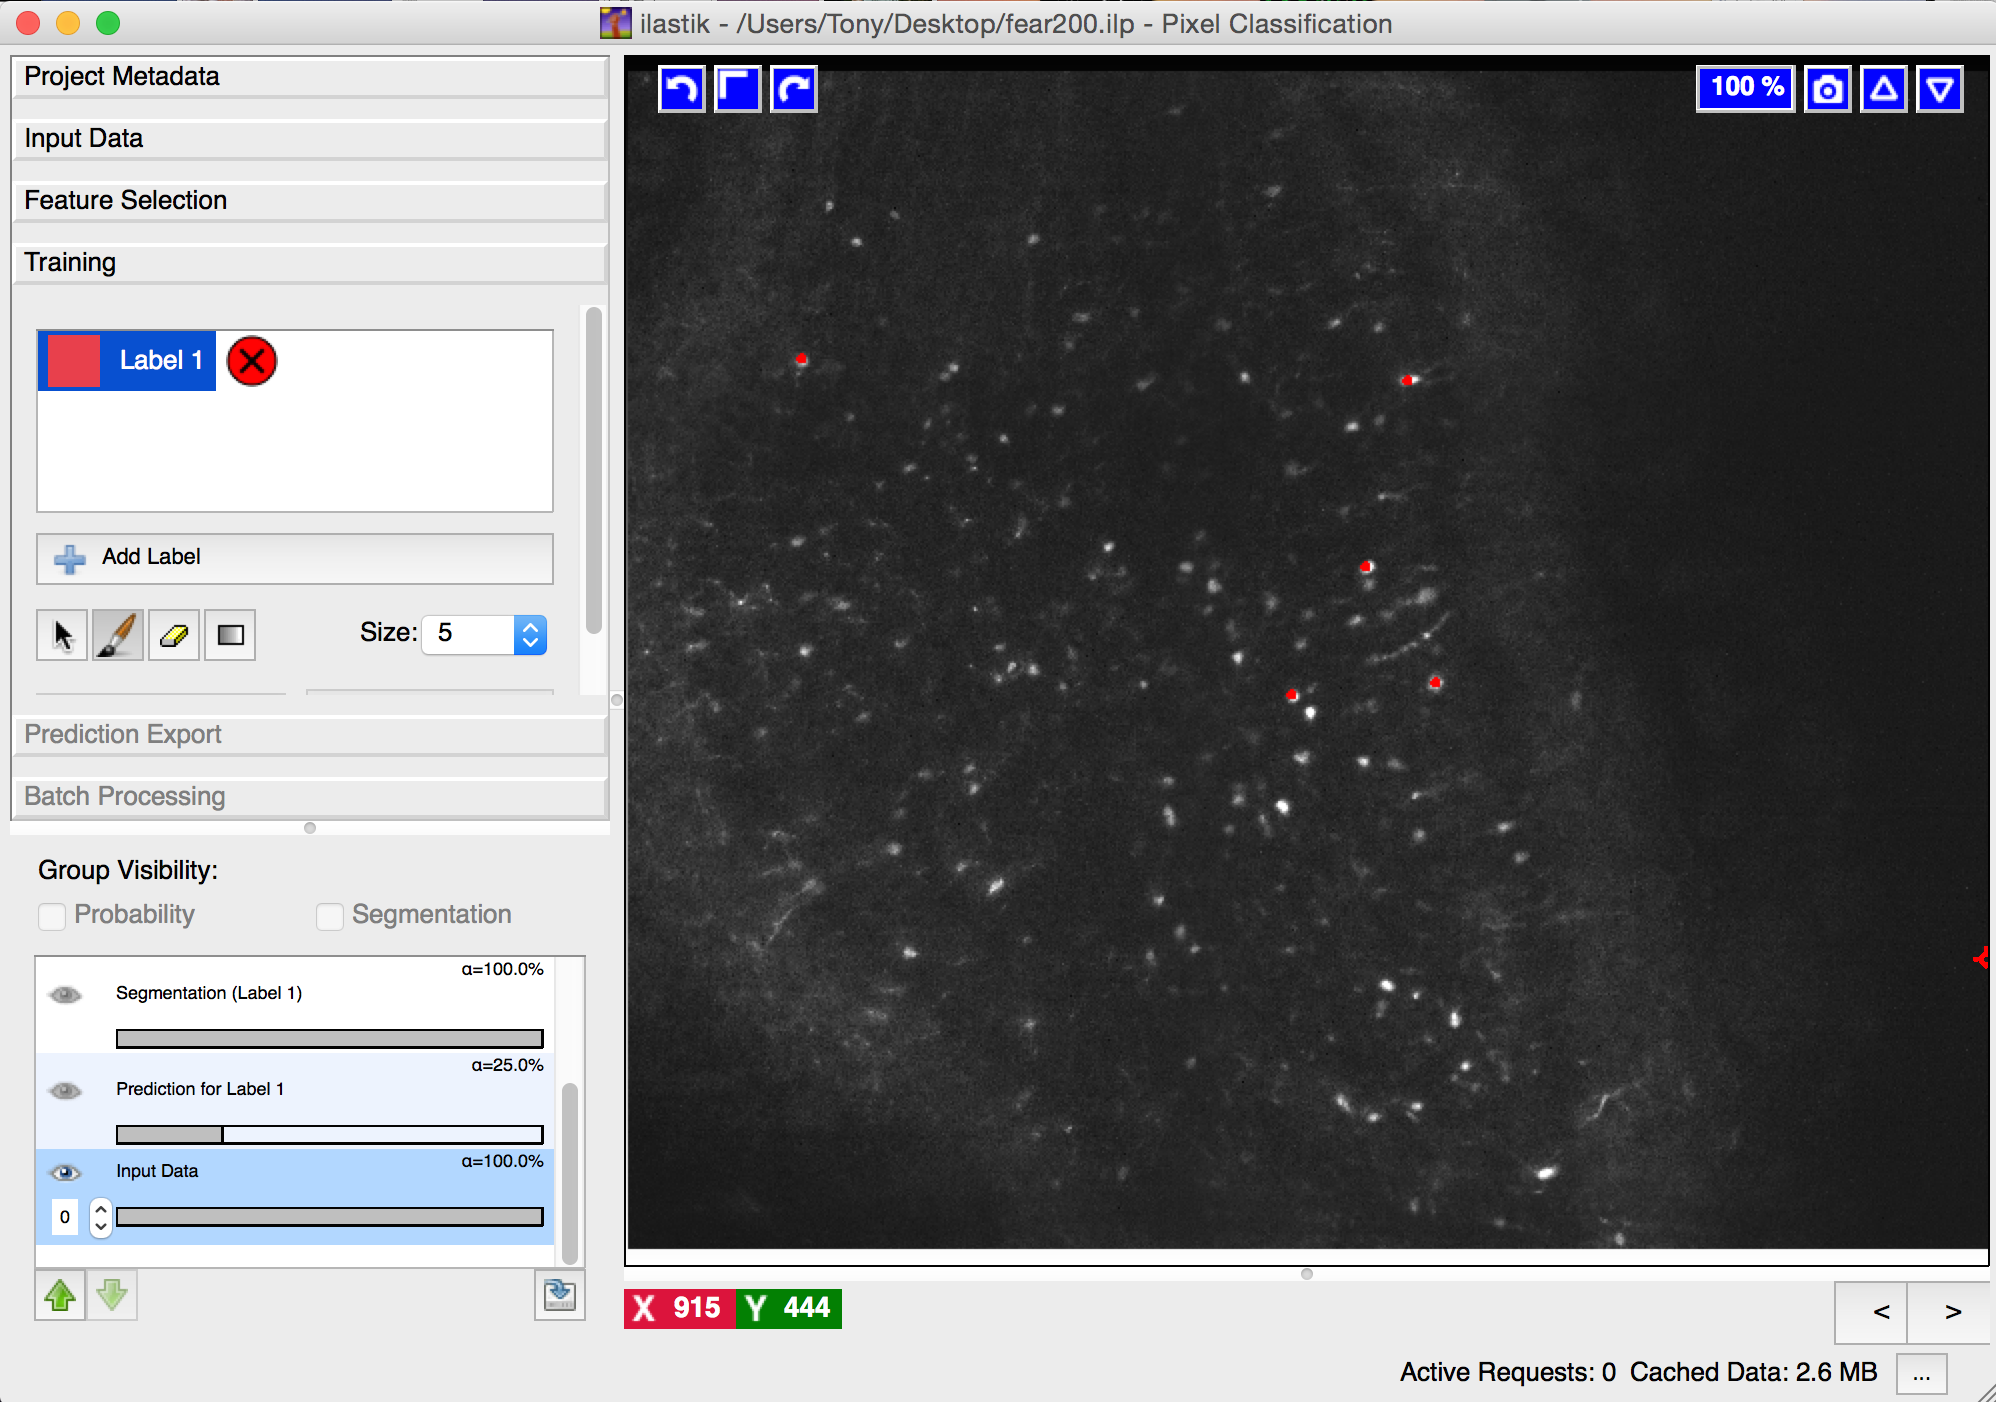 ilastik - /Users/Tony/Desktop/fear200.ilp - Pixel Classification
Project Metadata
Input Data
Feature Selection
Training
Label 1
Add Label
Size: 5
Prediction Export
Batch Processing
Group Visibility:
Probability
Segmentation
α=100.0%
Segmentation (Label 1)
α=25.0%
Prediction for Label 1
α=100.0%
Input Data
0
100 %
X 915 Y 444
< >
Active Requests: 0 Cached Data: 2.6 MB ...